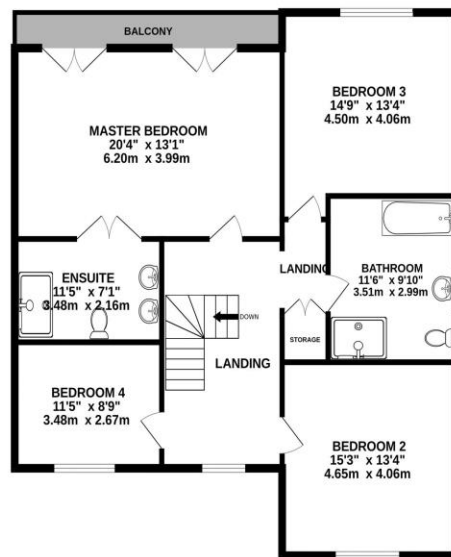 BALCONY
MASTER BEDROOM
20'4" x 13'1"
6.20m x 3.99m
BEDROOM 3
14'9" x 13'4"
4.50m x 4.06m
ENSUITE
11'5" x 7'1"
3.48m x 2.16m
LANDING
BATHROOM
11'6" x 9'10"
3.51m x 2.99m
DOWN
STORAGE
LANDING
BEDROOM 4
11'5" x 8'9"
3.48m x 2.67m
BEDROOM 2
15'3" x 13'4"
4.65m x 4.06m